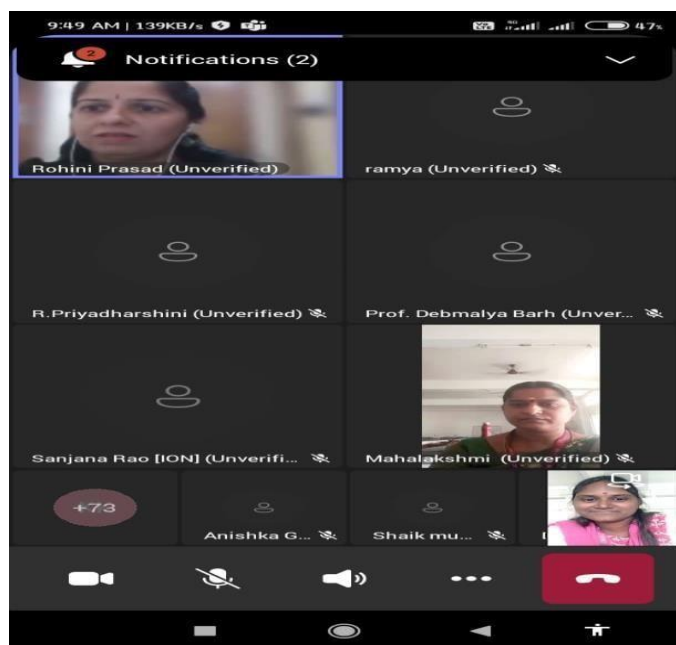 9:49 AM | 139KB/s 47%
2
Notifications (2)
Rohini Prasad (Unverified)
ramya (Unverified)
R.Priyadharshini (Unverified)
Prof. Debmalya Barh (Unver...
Sanjana Rao [ION] (Unverifi...
Mahalakshmi (Unverified)
+73
Anishka G...
Shaik mu...